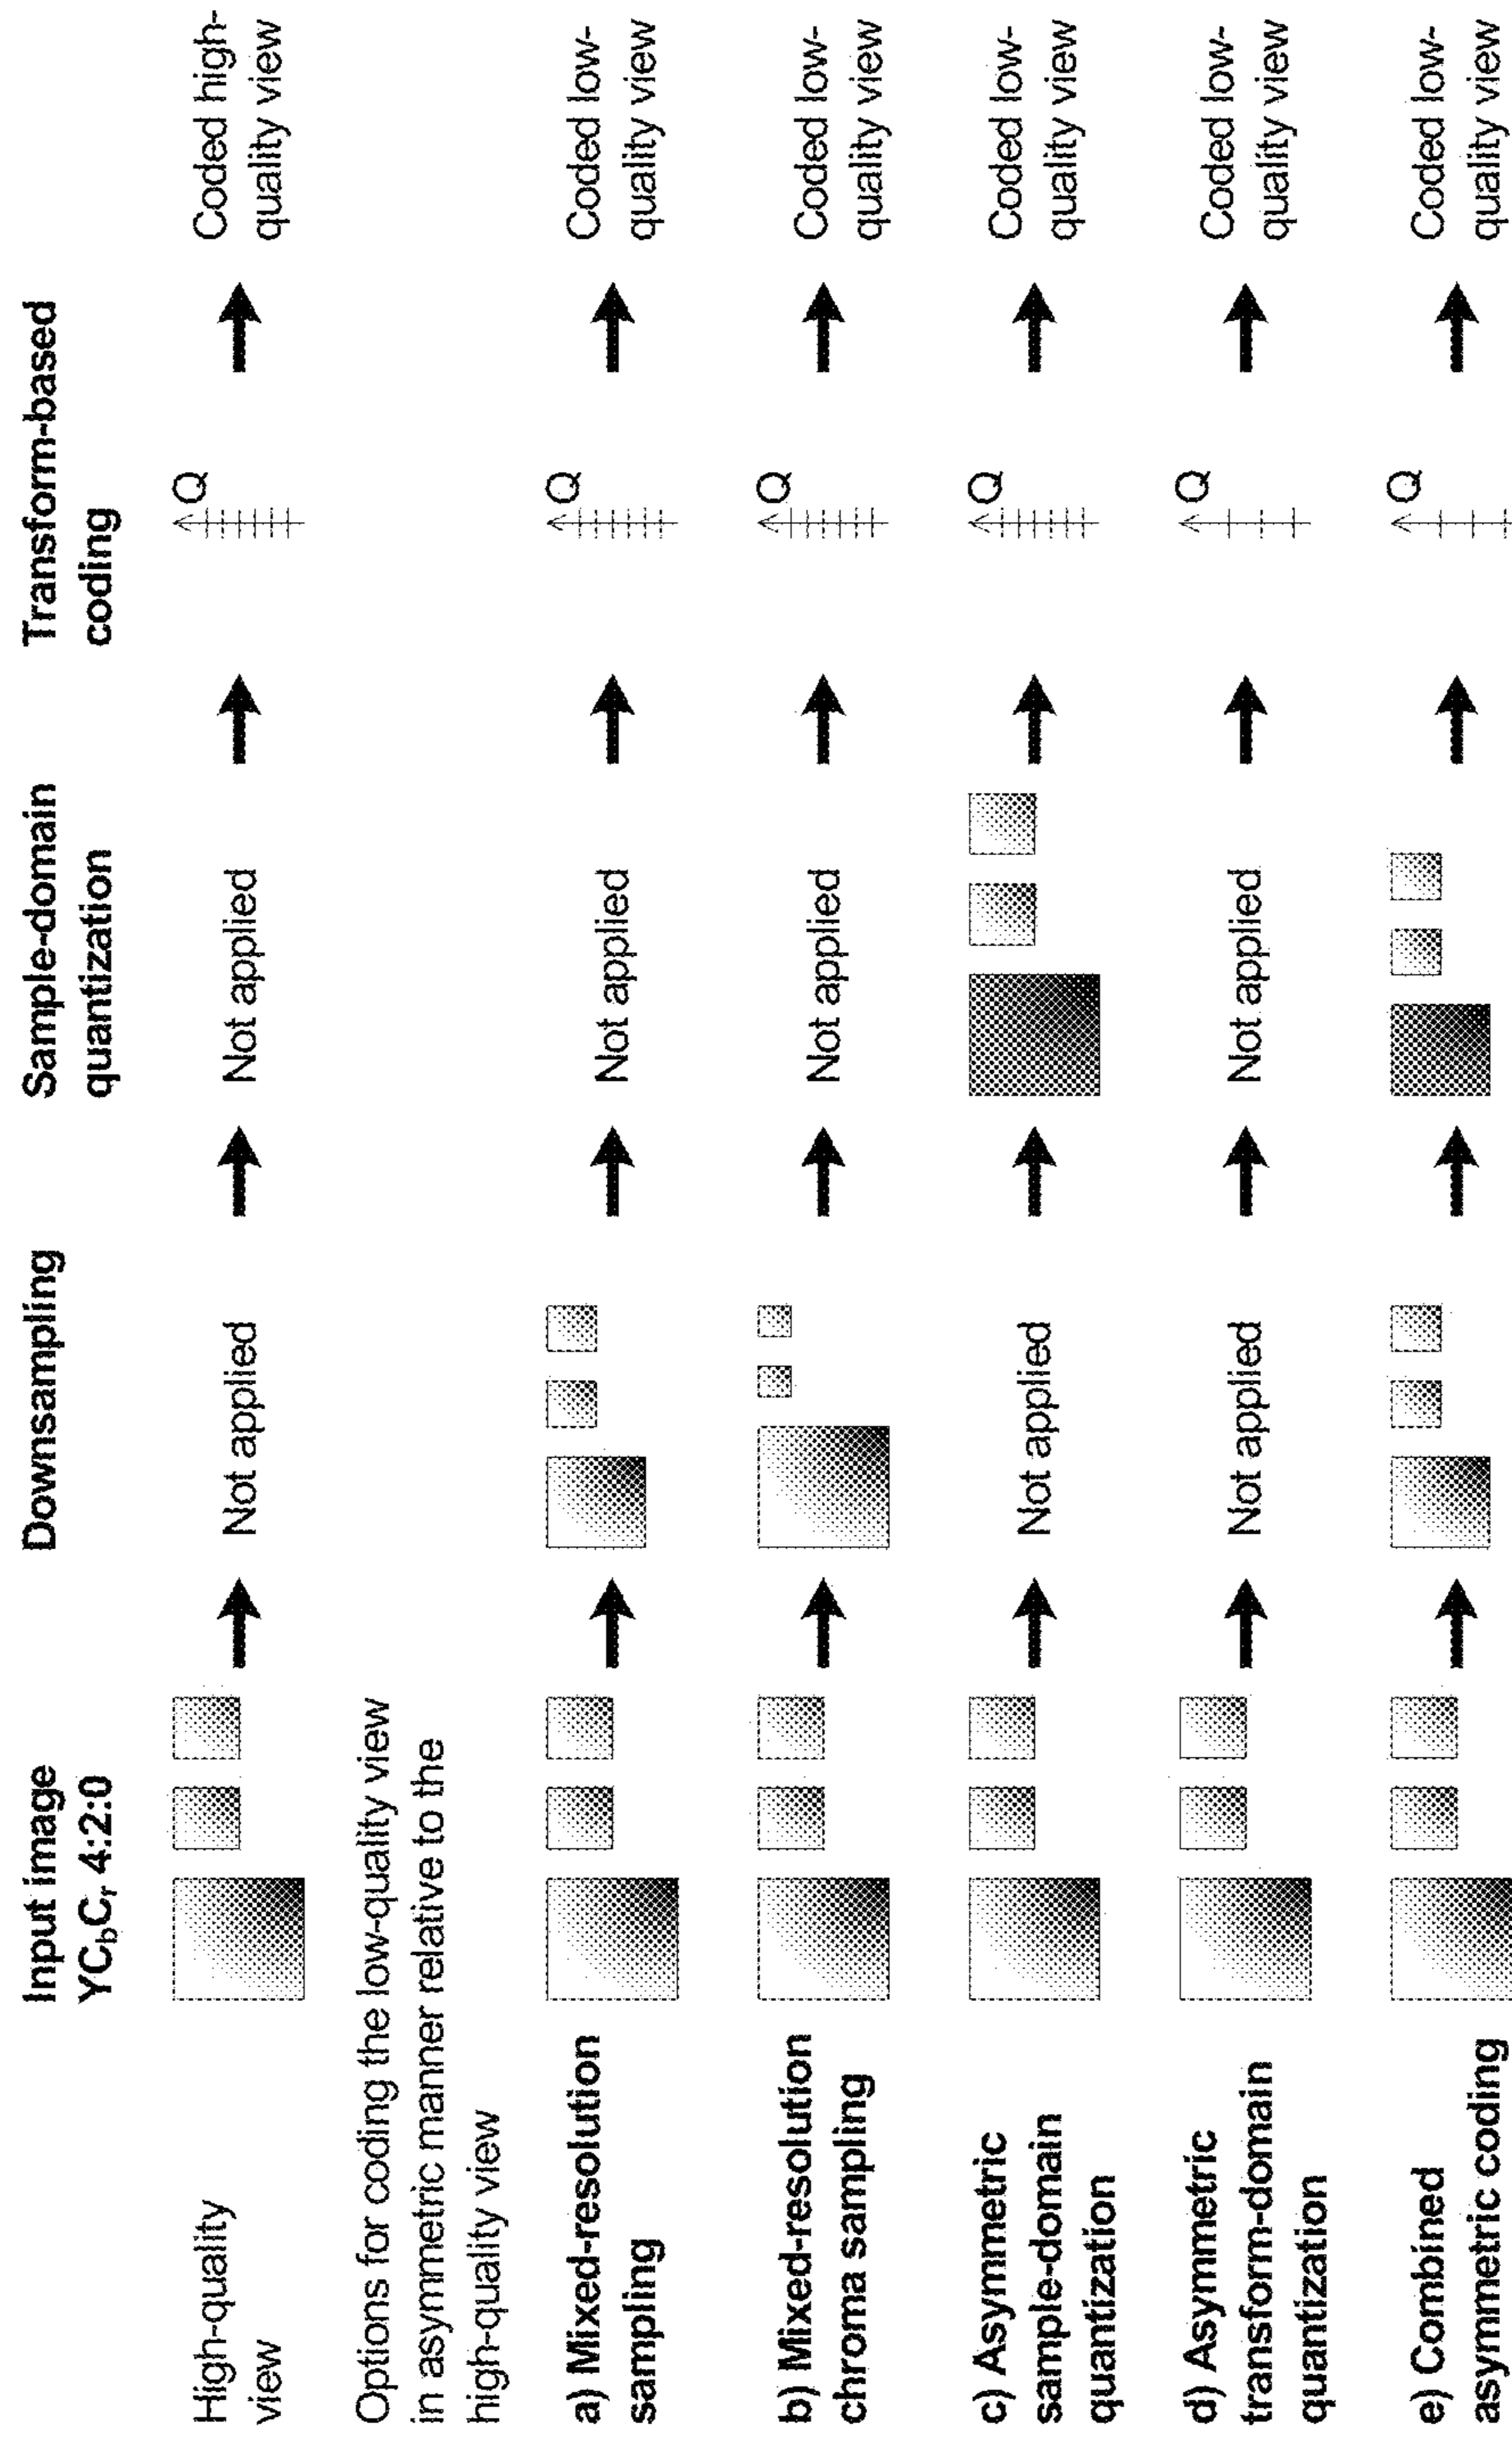 Input image
YCbCr 4:2:0
Downsampling
Sample-domain
quantization
Transform-based
coding
High-quality
view
Not applied
Not applied
Q
Coded high-
quality view
Options for coding the low-quality view
in asymmetric manner relative to the
high-quality view
a) Mixed-resolution
sampling
Not applied
Q
Coded low-
quality view
b) Mixed-resolution
chroma sampling
Not applied
Q
Coded low-
quality view
c) Asymmetric
sample-domain
quantization
Not applied
Q
Coded low-
quality view
d) Asymmetric
transform-domain
quantization
Not applied
Not applied
Q
Coded low-
quality view
e) Combined
asymmetric coding
Q
Coded low-
quality view